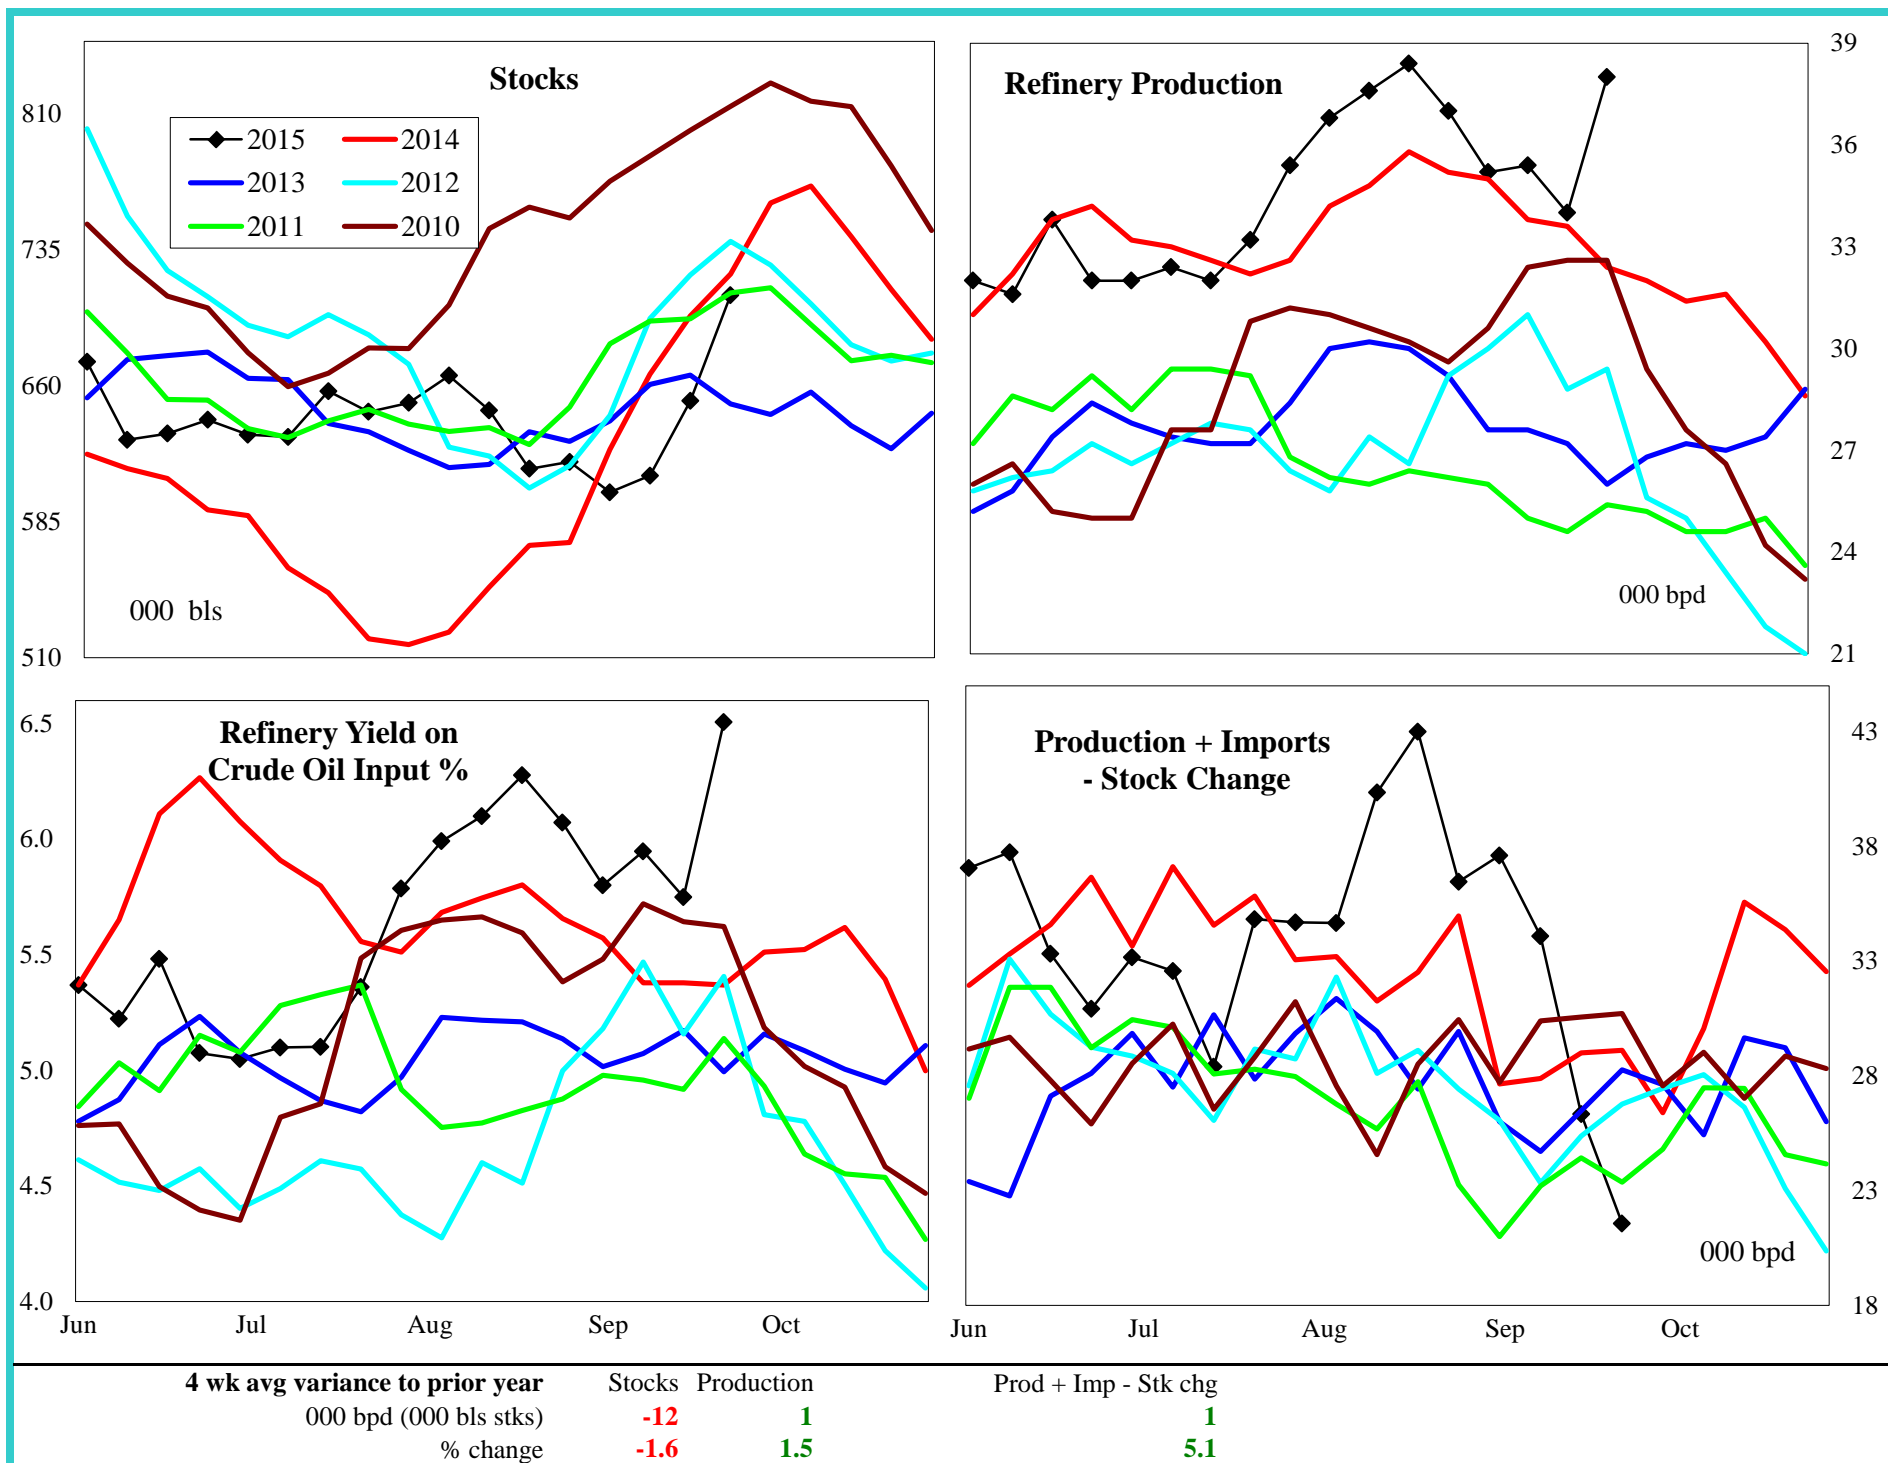 Stocks
810
735
660
585
510
2015 2014
2013 2012
2011 2010
000 bls
Refinery Production
39
36
33
30
27
24
21
000 bpd
Refinery Yield on
Crude Oil Input %
6.5
6.0
5.5
5.0
4.5
4.0
Jun Jul Aug Sep Oct
Production + Imports
- Stock Change
43
38
33
28
23
18
000 bpd
Jun Jul Aug Sep Oct
4 wk avg variance to prior year Stocks Production Prod + Imp - Stk chg
000 bpd (000 bls stks) -12 1 1
% change -1.6 1.5 5.1